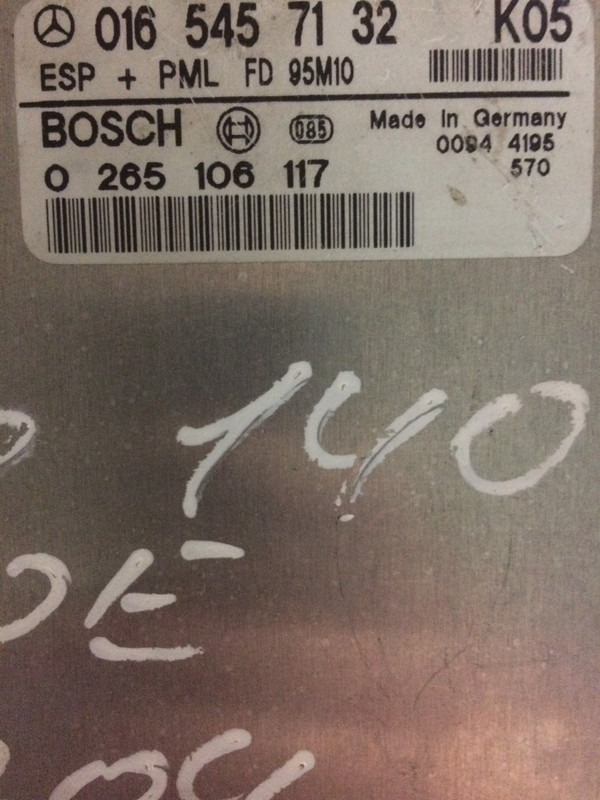 016 545 71 32 K05
ESP + PML FD 95M10
BOSCH 085 Made In Germany
0094 4195
0 265 106 117 570
140